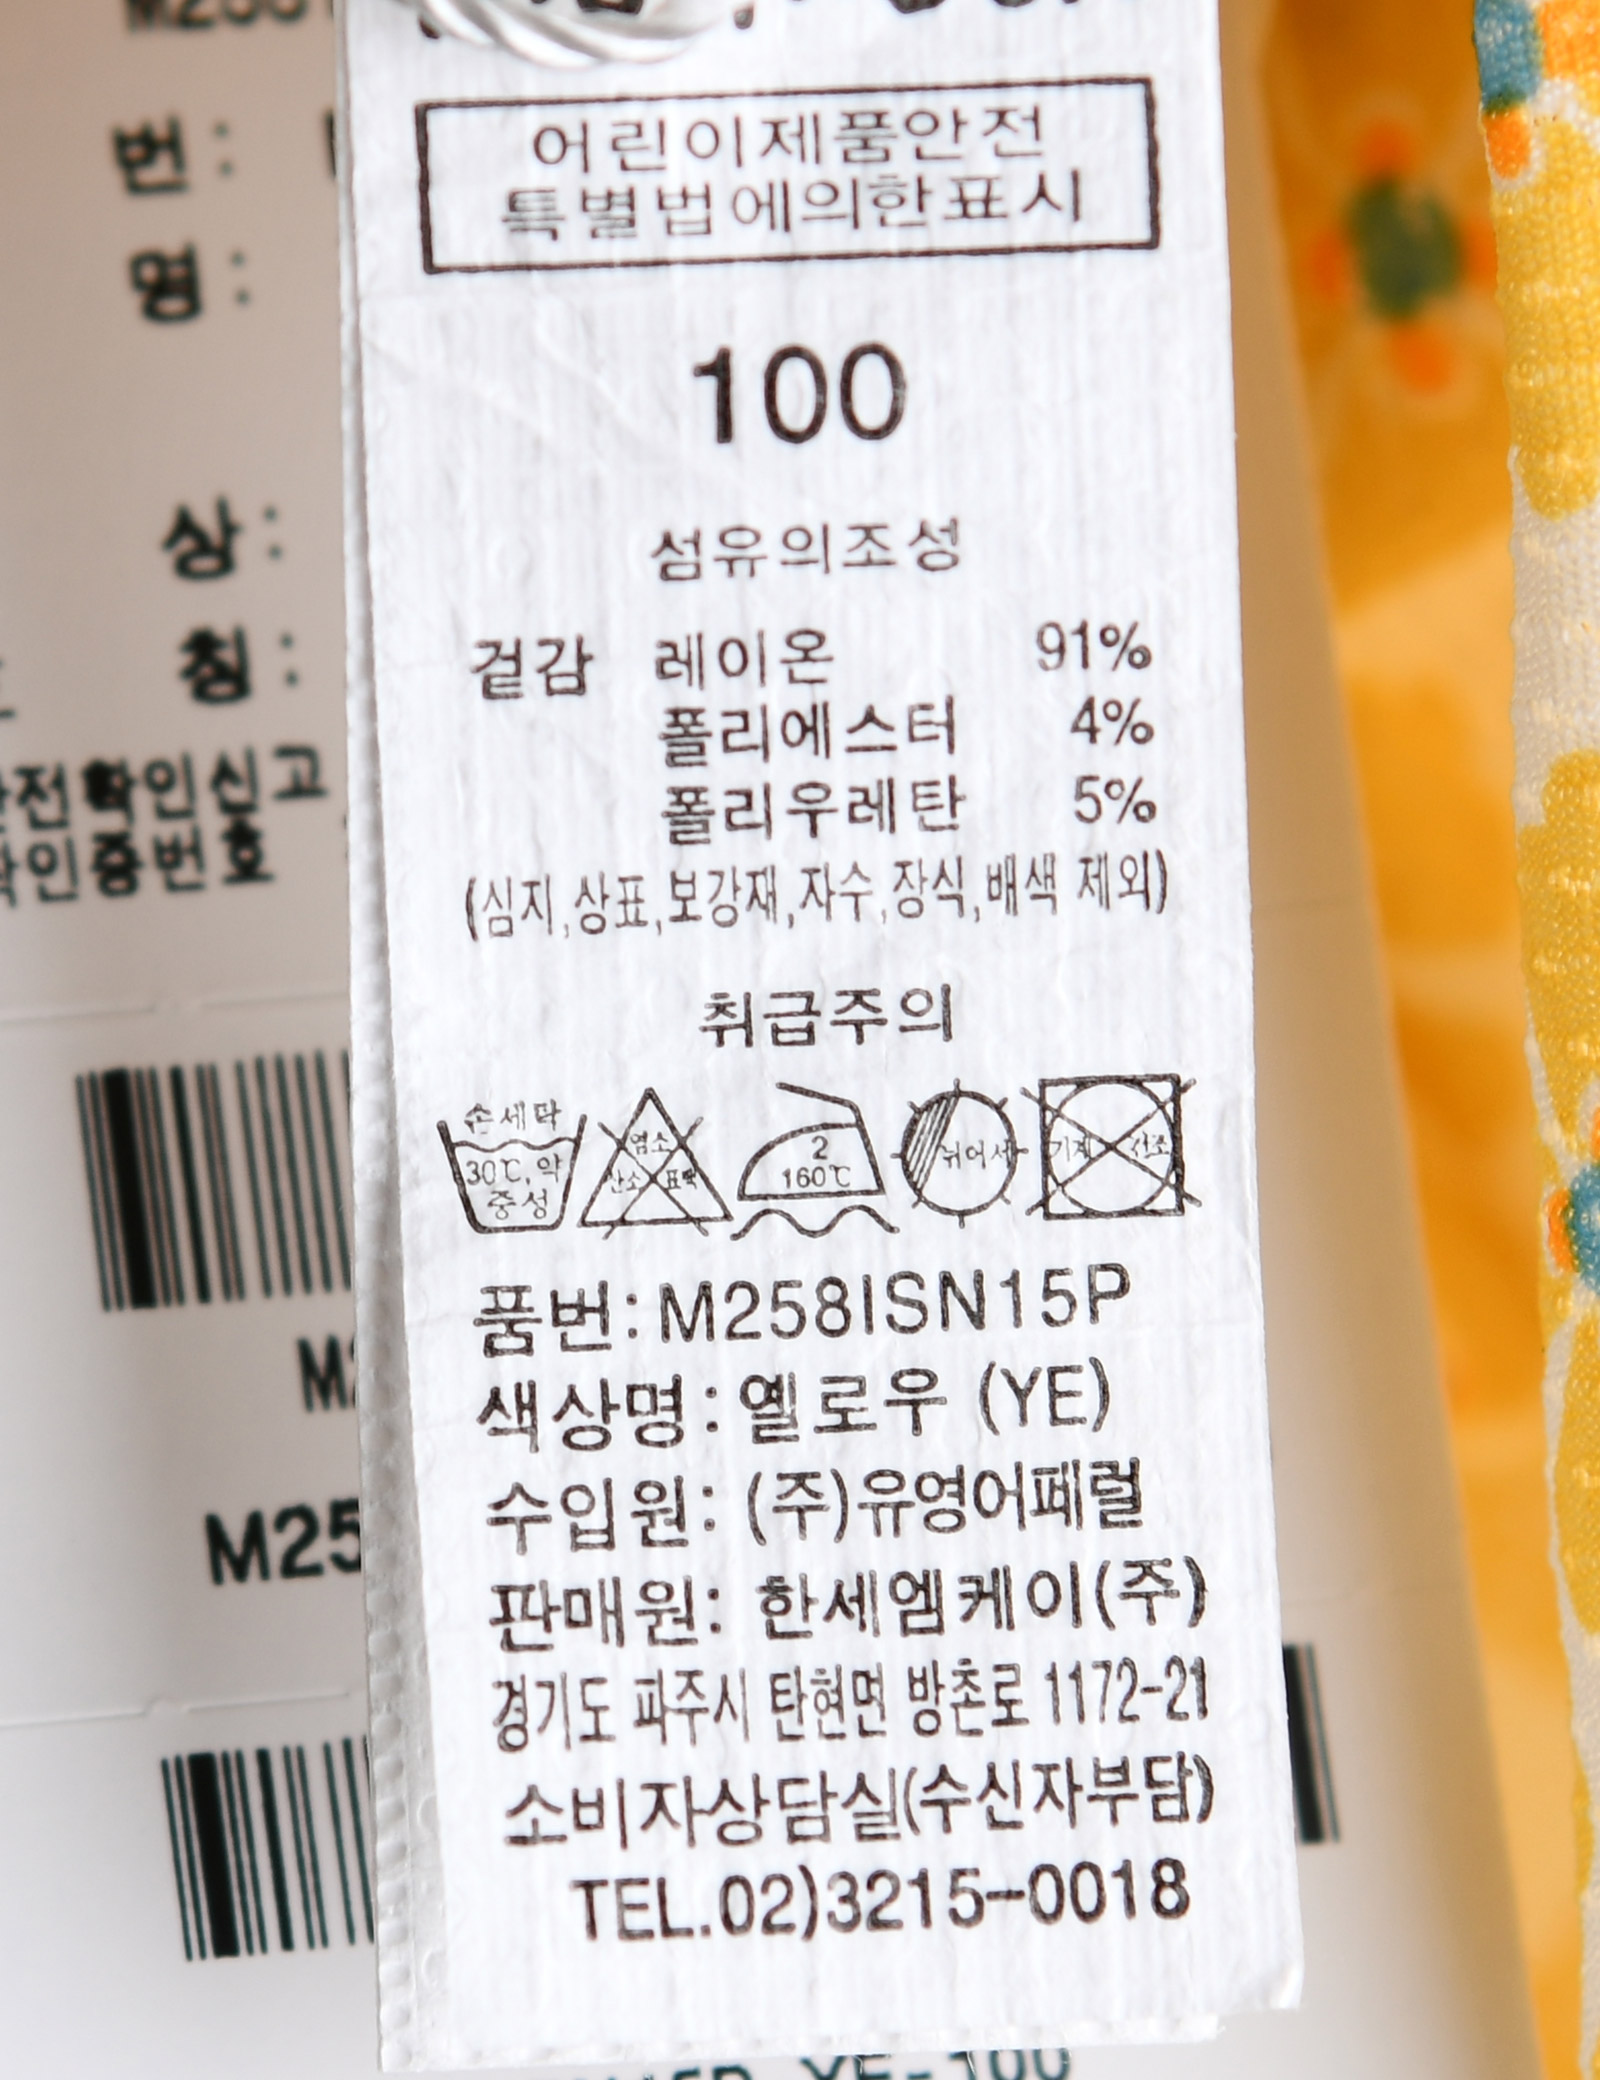 번 :
명 :
상 :
칭 :
전확인신고
확인증번호
M25
어린이제품안전
특별법에의한표시
100
섬유의조성
겉감 레이온 91%
폴리에스터 4%
폴리우레탄 5%
(심지,상표,보강재,자수,장식,배색 제외)
취급주의
손세탁
30℃, 약
중성
염소
산소 표백
2
160℃
뉘어서
기계 건조
품번:M258ISN15P
색상명:옐로우 (YE)
수입원: (주)유영어패럴
판매원: 한세엠케이(주)
경기도 파주시 탄현면 방촌로 1172-21
소비자상담실(수신자부담)
TEL.02)3215-0018
YE-100